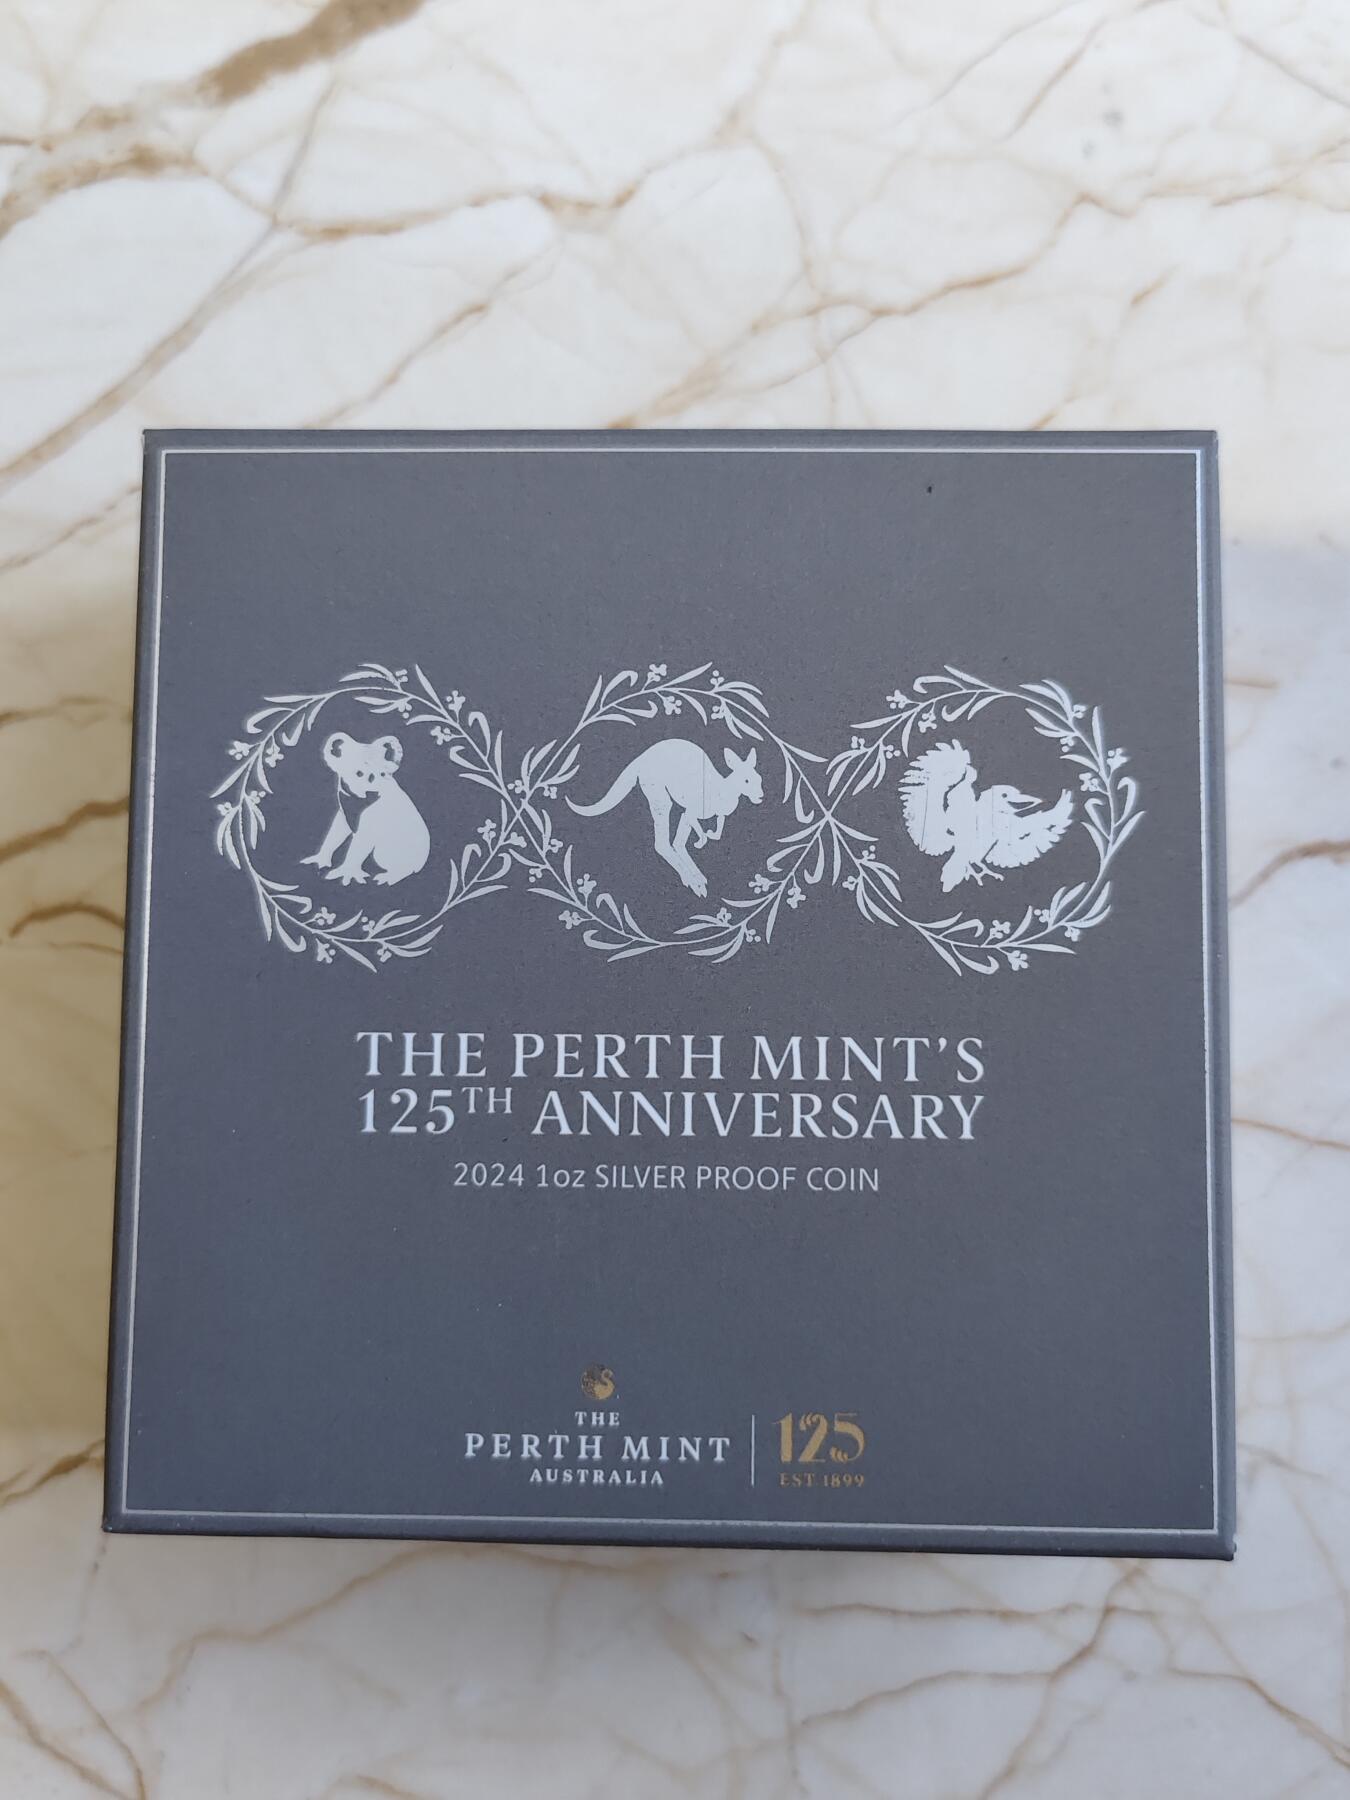 THE PERTH MINT'S
125TH ANNIVERSARY
2024 1oz SILVER PROOF COIN
THE
PERTH MINT
AUSTRALIA
125
EST. 1899